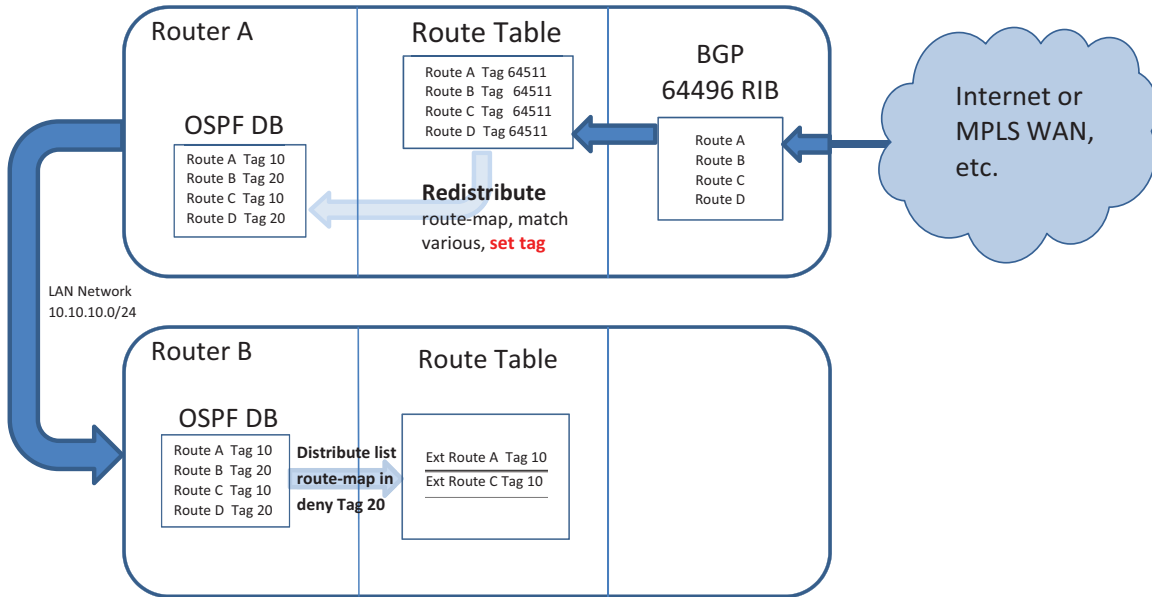 Router A
Route Table
Route A Tag 64511
Route B Tag 64511
Route C Tag 64511
Route D Tag 64511
BGP
64496 RIB
Route A
Route B
Route C
Route D
Internet or
MPLS WAN,
etc.
OSPF DB
Route A Tag 10
Route B Tag 20
Route C Tag 10
Route D Tag 20
Redistribute
route-map, match
various, set tag
LAN Network
10.10.10.0/24
Router B
Route Table
OSPF DB
Route A Tag 10
Route B Tag 20
Route C Tag 10
Route D Tag 20
Distribute list
route-map in
deny Tag 20
Ext Route A Tag 10
Ext Route C Tag 10